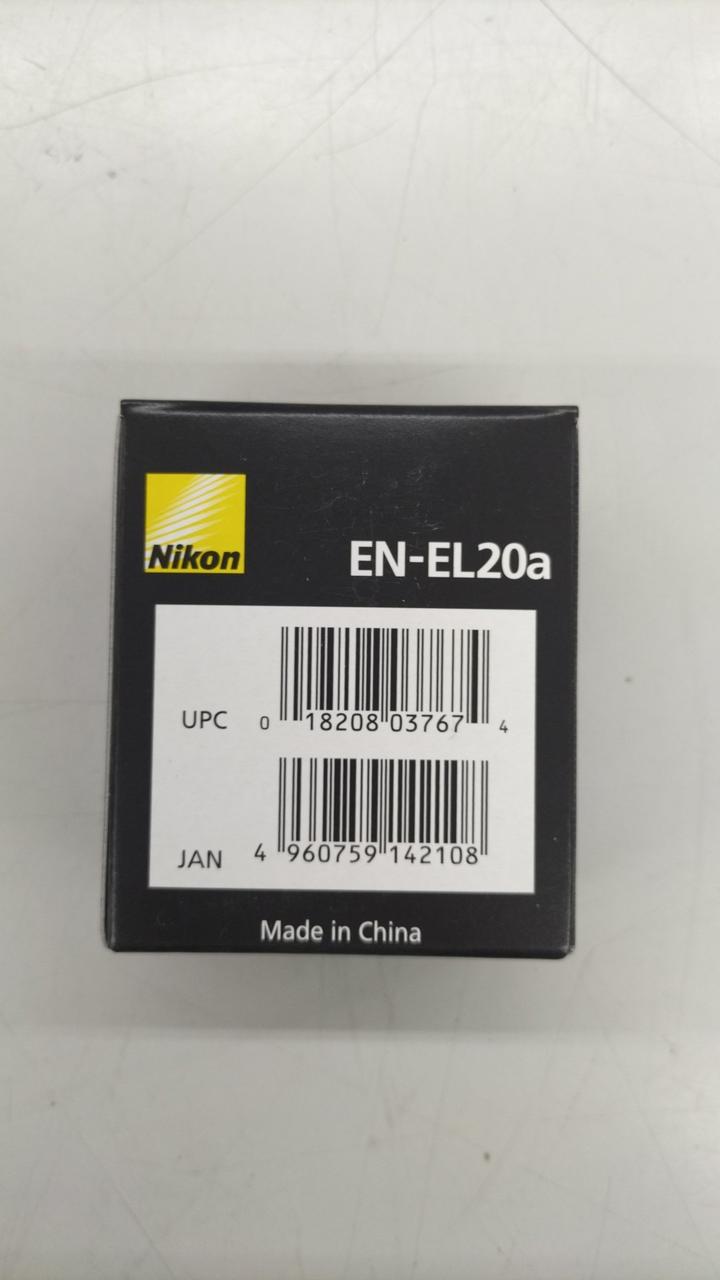 Nikon
EN-EL20a
UPC 0 18208 03767 4
JAN 4 960759 142108
Made in China